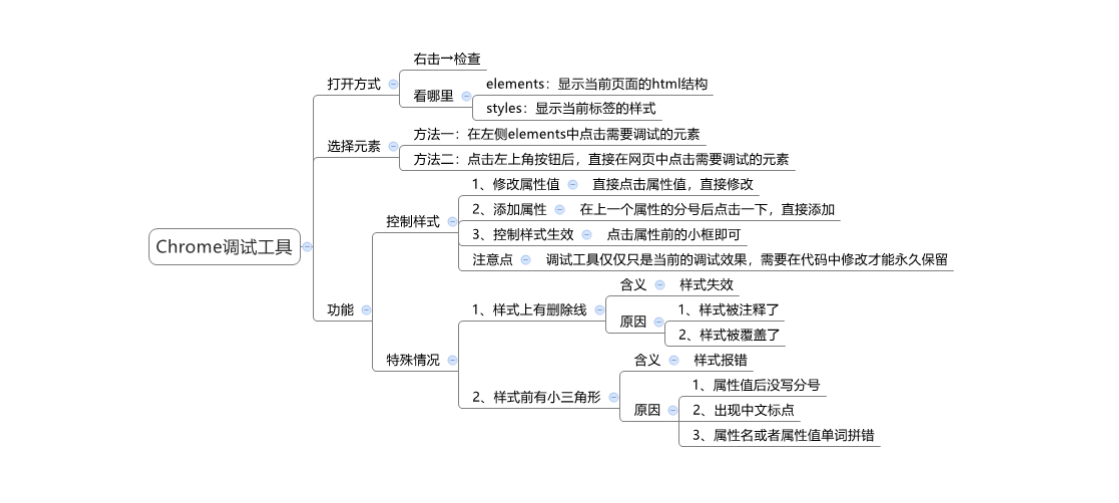 Chrome调试工具
打开方式
右击→检查
看哪里
elements：显示当前页面的html结构
styles：显示当前标签的样式
选择元素
方法一：在左侧elements中点击需要调试的元素
方法二：点击左上角按钮后，直接在网页中点击需要调试的元素
功能
控制样式
1、修改属性值
直接点击属性值，直接修改
2、添加属性
在上一个属性的分号后点击一下，直接添加
3、控制样式生效
点击属性前的小框即可
注意点
调试工具仅仅只是当前的调试效果，需要在代码中修改才能永久保留
特殊情况
1、样式上有删除线
含义
样式失效
原因
1、样式被注释了
2、样式被覆盖了
2、样式前有小三角形
含义
样式报错
原因
1、属性值后没写分号
2、出现中文标点
3、属性名或者属性值单词拼错